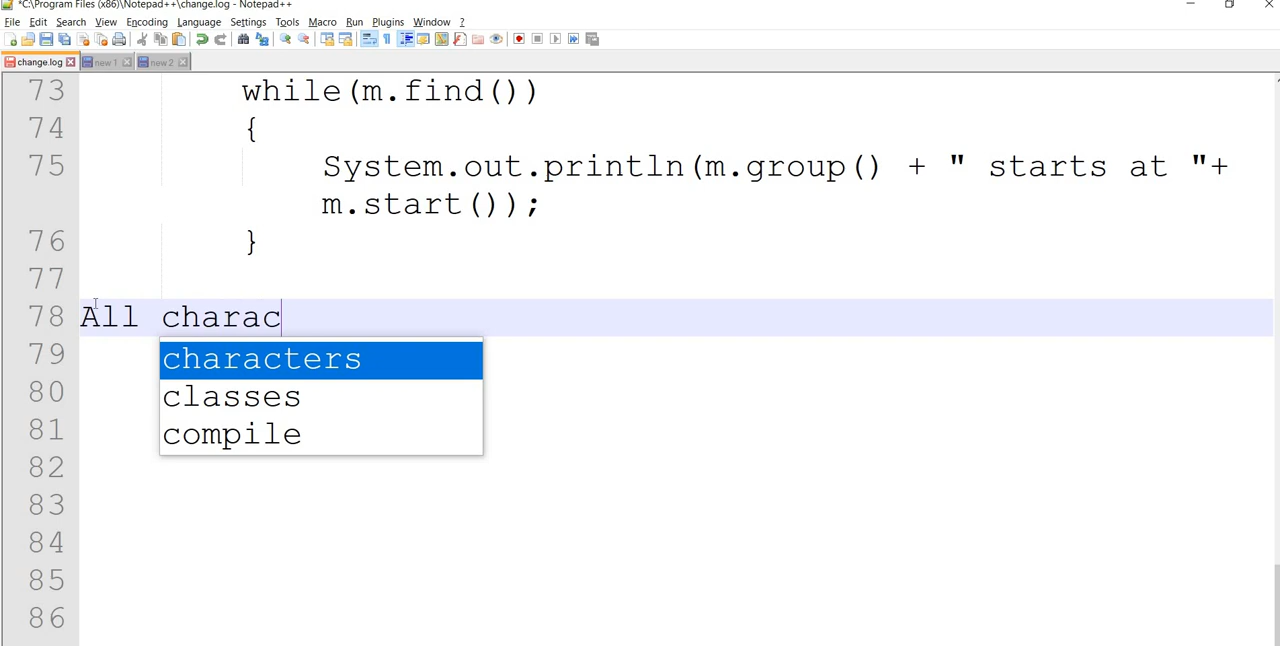 *C:\Program Files (x86)\Notepad++\change.log - Notepad++
File Edit Search View Encoding Language Settings Tools Macro Run Plugins Window ?
change.log new 1 new 2
73 while(m.find())
74 {
75 System.out.println(m.group() + " starts at "+
m.start());
76 }
77
78 All charac
79 characters
80 classes
81 compile
82
83
84
85
86